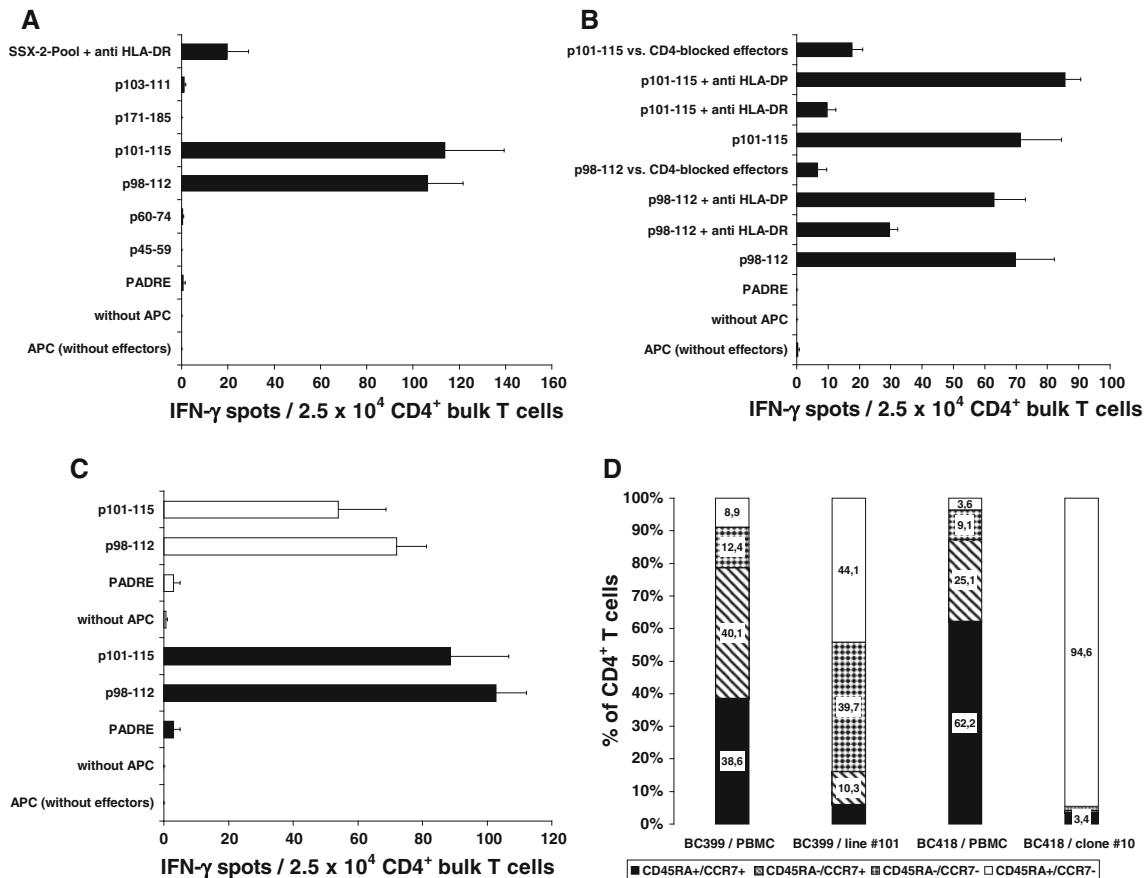 A
SSX-2-Pool + anti HLA-DR
p103-111
p171-185
p101-115
p98-112
p60-74
p45-59
PADRE
without APC
APC (without effectors)
0 20 40 60 80 100 120 140 160
IFN-γ spots / 2.5 x 10⁴ CD4⁺ bulk T cells
B
p101-115 vs. CD4-blocked effectors
p101-115 + anti HLA-DP
p101-115 + anti HLA-DR
p101-115
p98-112 vs. CD4-blocked effectors
p98-112 + anti HLA-DP
p98-112 + anti HLA-DR
p98-112
PADRE
without APC
APC (without effectors)
0 10 20 30 40 50 60 70 80 90 100
IFN-γ spots / 2.5 x 10⁴ CD4⁺ bulk T cells
C
p101-115
p98-112
PADRE
without APC
p101-115
p98-112
PADRE
without APC
APC (without effectors)
0 20 40 60 80 100 120
IFN-γ spots / 2.5 x 10⁴ CD4⁺ bulk T cells
D
% of CD4⁺ T cells
100%
90%
80%
70%
60%
50%
40%
30%
20%
10%
0%
8,9
12,4
40,1
38,6
44,1
39,7
10,3
3,6
9,1
25,1
62,2
94,6
3,4
BC399 / PBMC BC399 / line #101 BC418 / PBMC BC418 / clone #10
CD45RA+/CCR7+ CD45RA-/CCR7+ CD45RA-/CCR7- CD45RA+/CCR7-